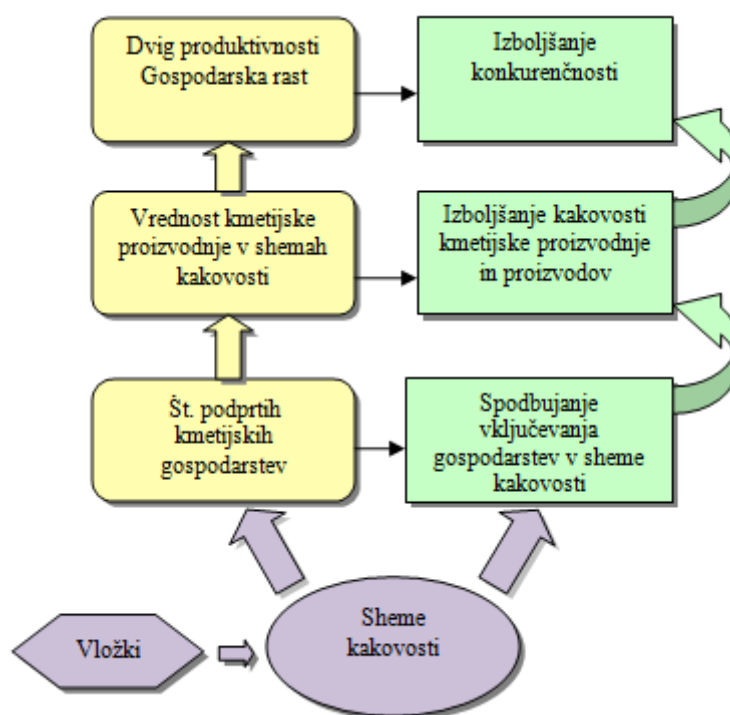 Dvig produktivnosti
Gospodarska rast
Izboljšanje
konkurenčnosti
Vrednost kmetijske
proizvodnje v shemah
kakovosti
Izboljšanje kakovosti
kmetijske proizvodnje
in proizvodov
Št. podprtih
kmetijskih
gospodarstev
Spodbujanje
vključevanja
gospodarstev v sheme
kakovosti
Sheme
kakovosti
Vložki